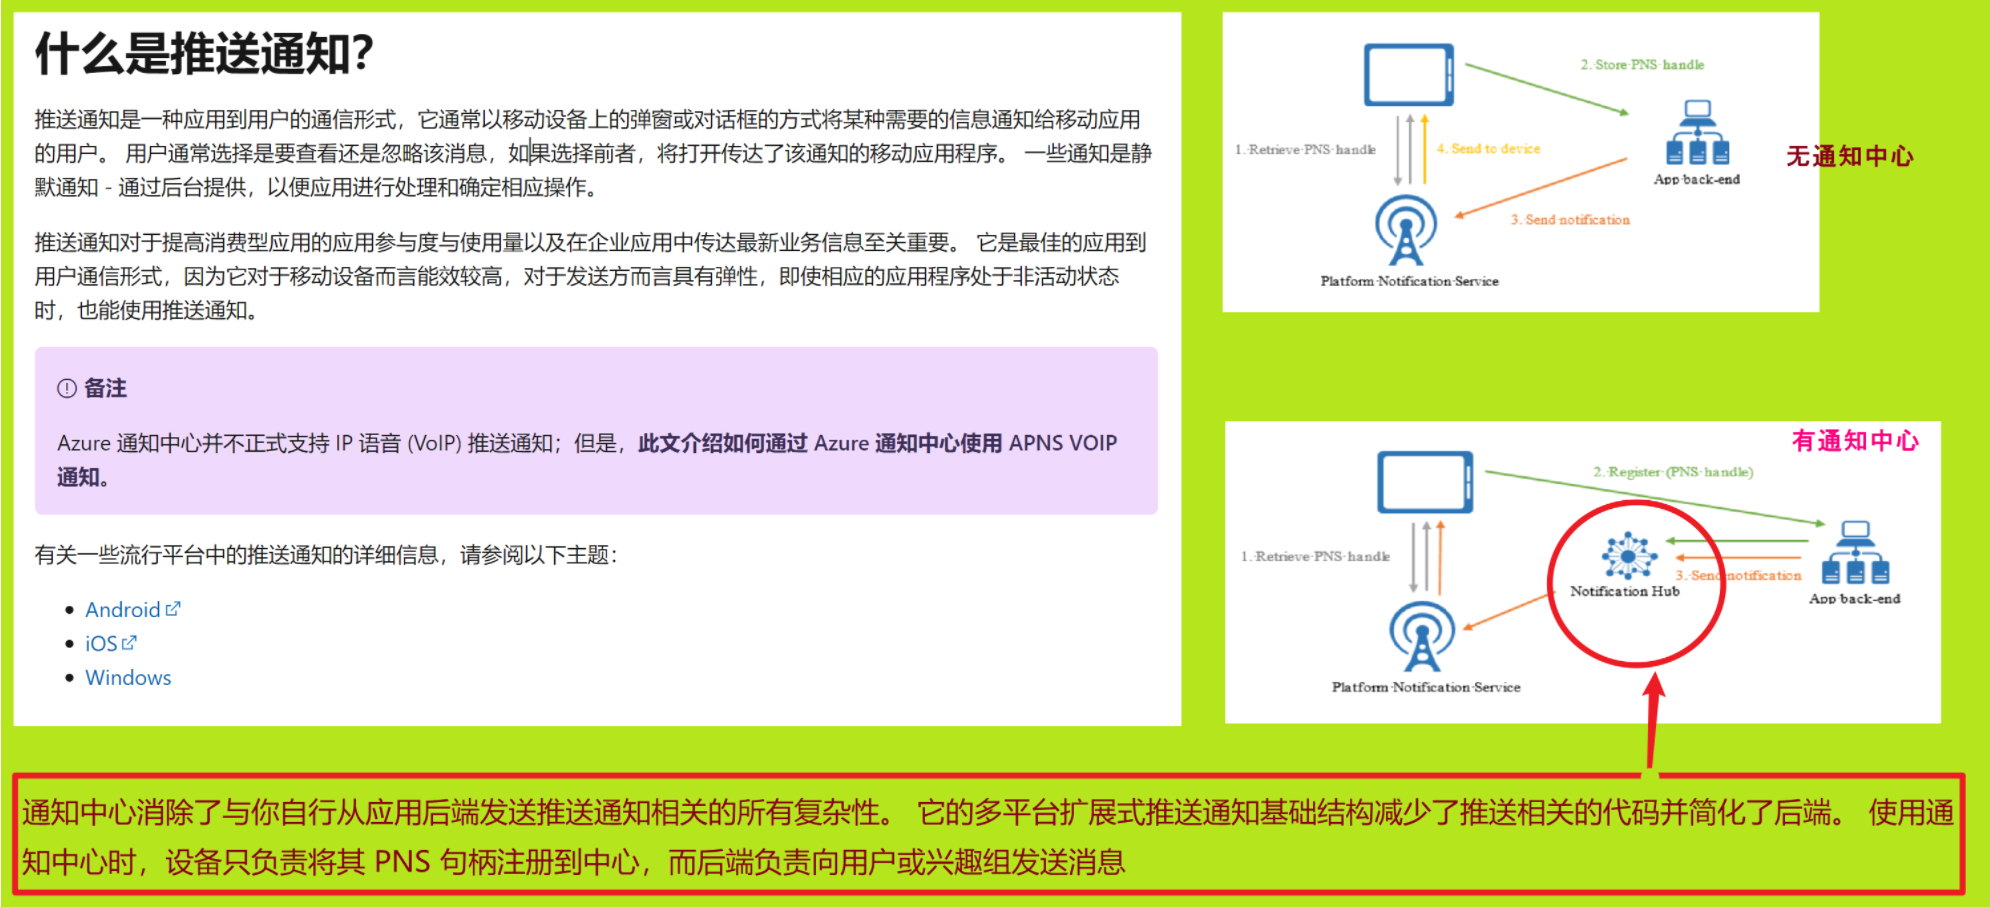 什么是推送通知？
推送通知是一种应用到用户的通信形式，它通常以移动设备上的弹窗或对话框的方式将某种需要的信息通知给移动应用
的用户。 用户通常选择是要查看还是忽略该消息，如果选择前者，将打开传达了该通知的移动应用程序。 一些通知是静
默通知 - 通过后台提供，以便应用进行处理和确定相应操作。
推送通知对于提高消费型应用的应用参与度与使用量以及在企业应用中传达最新业务信息至关重要。 它是最佳的应用到
用户通信形式，因为它对于移动设备而言能效较高，对于发送方而言具有弹性，即使相应的应用程序处于非活动状态
时，也能使用推送通知。
备注
Azure 通知中心并不正式支持 IP 语音 (VoIP) 推送通知；但是，此文介绍如何通过 Azure 通知中心使用 APNS VOIP
通知。
有关一些流行平台中的推送通知的详细信息，请参阅以下主题：
Android
iOS
Windows
2. Store PNS handle
1. Retrieve PNS handle
4. Send to device
App back-end
3. Send notification
Platform Notification Service
无通知中心
有通知中心
2. Register (PNS handle)
1. Retrieve PNS handle
3. Send notification
Notification Hub
App back-end
Platform Notification Service
通知中心消除了与你自行从应用后端发送推送通知相关的所有复杂性。 它的多平台扩展式推送通知基础结构减少了推送相关的代码并简化了后端。 使用通
知中心时，设备只负责将其 PNS 句柄注册到中心，而后端负责向用户或兴趣组发送消息